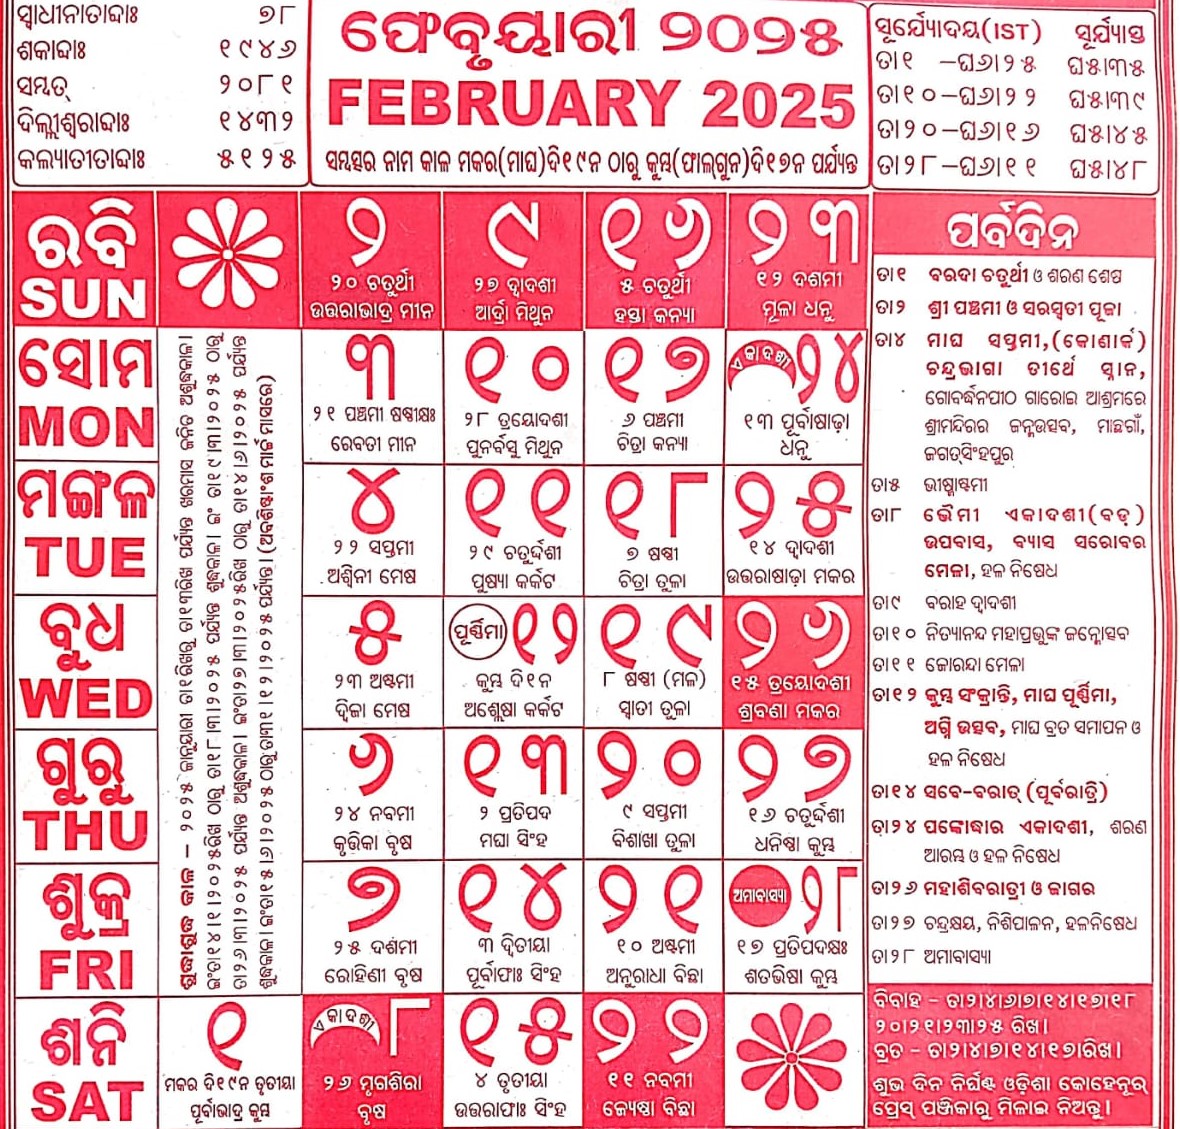 ସ୍ୱାଧୀନତାବ୍ଦାଃ ୭୮
ଶକାବ୍ଦାଃ ୧୯୪୬
ସମ୍ୱତ୍ ୨୦୮୧
ଦିଲ୍ଲୀଶ୍ୱରାବ୍ଦାଃ ୧୪୩୨
କଲ୍ୟାତୀତାବ୍ଦାଃ ୫୧୨୫
ଫେବୃୟାରୀ ୨୦୨୫
FEBRUARY 2025
ସମ୍ୱତ୍ସର ନାମ କାଳ ମକର(ମାଘ)ଦି୧୯ନ ଠାରୁ କୁମ୍ଭ(ଫାଲଗୁନ)ଦି୧୭ନ ପର୍ଯ୍ୟନ୍ତ
ସୂର୍ଯ୍ୟୋଦୟ(IST) ସୂର୍ଯ୍ୟାସ୍ତ
ତା୧ –ଘ୬।୨୫ ଘ୫।୩୫
ତା୧୦–ଘ୬।୨୨ ଘ୫।୩୯
ତା୨୦–ଘ୬।୧୬ ଘ୫।୪୫
ତା୨୮–ଘ୬।୧୧ ଘ୫।୪୮
ରବି
SUN
୨
୨୦ ଚତୁର୍ଥୀ
ଉତ୍ତରାଭାଦ୍ର ମୀନ
୯
୨୭ ଦ୍ୱାଦଶୀ
ଆର୍ଦ୍ରା ମିଥୁନ
୧୬
୫ ଚତୁର୍ଥୀ
ହସ୍ତା କନ୍ୟା
୨୩
୧୨ ଦଶମୀ
ମୂଳା ଧନୁ
ସୋମ
MON
୩
୨୧ ପଞ୍ଚମୀ ଷଷ୍ଠୀକ୍ଷଃ
ରେବତୀ ମୀନ
୧୦
୨୮ ତ୍ରୟୋଦଶୀ
ପୁନର୍ବସୁ ମିଥୁନ
୧୭
୬ ପଞ୍ଚମୀ
ଚିତ୍ରା କନ୍ୟା
ଏକାଦଶୀ ୨୪
୧୩ ପୂର୍ବାଷାଢ଼ା
ଧନୁ
ମଙ୍ଗଳ
TUE
୪
୨୨ ସପ୍ତମୀ
ଅଶ୍ୱିନୀ ମେଷ
୧୧
୨୯ ଚତୁର୍ଦ୍ଦଶୀ
ପୁଷ୍ୟା କର୍କଟ
୧୮
୭ ଷଷ୍ଠୀ
ଚିତ୍ରା ତୁଳା
୨୫
୧୪ ଦ୍ୱାଦଶୀ
ଉତ୍ତରାଷାଢ଼ା ମକର
ବୁଧ
WED
୫
୨୩ ଅଷ୍ଟମୀ
ଦ୍ୱିଜା ମେଷ
ପୂର୍ଣ୍ଣିମା ୧୨
କୁମ୍ଭ ଦି୧ନ
ଅଶ୍ଳେଷା କର୍କଟ
୧୯
୮ ଷଷ୍ଠୀ (ମଳ)
ସ୍ୱାତୀ ତୁଳା
୨୬
୧୫ ତ୍ରୟୋଦଶୀ
ଶ୍ରବଣା ମକର
ଗୁରୁ
THU
୬
୨୪ ନବମୀ
କୃତ୍ତିକା ବୃଷ
୧୩
୨ ପ୍ରତିପଦ
ମଘା ସିଂହ
୨୦
୯ ସପ୍ତମୀ
ବିଶାଖା ତୁଳା
୨୭
୧୬ ଚତୁର୍ଦ୍ଦଶୀ
ଧନିଷ୍ଠା କୁମ୍ଭ
ଶୁକ୍ର
FRI
୭
୨୫ ଦଶମୀ
ରୋହିଣୀ ବୃଷ
୧୪
୩ ଦ୍ୱିତୀୟା
ପୂର୍ବାଫାଃ ସିଂହ
୨୧
୧୦ ଅଷ୍ଟମୀ
ଅନୁରାଧା ବିଛା
ଅମାବାସ୍ୟା ୨୮
୧୭ ପ୍ରତିପଦକ୍ଷଃ
ଶତଭିଷା କୁମ୍ଭ
ଶନି
SAT
୧
ମକର ଦି୧୯ନ ତୃତୀୟା
ପୂର୍ବାଭାଦ୍ର କୁମ୍ଭ
ଏକାଦଶୀ ୮
୨୬ ମୃଗଶିରା
ବୃଷ
୧୫
୪ ତୃତୀୟା
ଉତ୍ତରାଫାଃ ସିଂହ
୨୨
୧୧ ନବମୀ
ଜ୍ୟେଷ୍ଠା ବିଛା
ପର୍ବଦିନ
ତା୧ ବରଦା ଚତୁର୍ଥୀ ଓ ଶରଣ ଶେଷ
ତା୨ ଶ୍ରୀ ପଞ୍ଚମୀ ଓ ସରସ୍ୱତୀ ପୂଜା
ତା୪ ମାଘ ସପ୍ତମୀ,(କୋଣାର୍କ)
ଚନ୍ଦ୍ରଭାଗା ତୀର୍ଥେ ସ୍ନାନ,
ଗୋବର୍ଦ୍ଧନପୀଠ ଗାରୋଇ ଆଶ୍ରମରେ
ଶ୍ରୀମନ୍ଦିରର ଜନ୍ମଉତ୍ସବ, ମାଛଗାଁ,
ଜଗତ୍‌ସିଂହପୁର
ତା୫ ଭୀଷ୍ମାଷ୍ଟମୀ
ତା୮ ଭୈମୀ ଏକାଦଶୀ(ବଡ଼)
ଉପବାସ, ବ୍ୟାସ ସରୋବର
ମେଳା, ହଳ ନିଷେଧ
ତା୯ ବରାହ ଦ୍ୱାଦଶୀ
ତା୧୦ ନିତ୍ୟାନନ୍ଦ ମହାପ୍ରଭୁଙ୍କ ଜନ୍ମୋତ୍ସବ
ତା୧୧ ଜୋରନ୍ଦା ମେଳା
ତା୧୨ କୁମ୍ଭ ସଂକ୍ରାନ୍ତି, ମାଘ ପୂର୍ଣ୍ଣିମା,
ଅଗ୍ନି ଉତ୍ସବ, ମାଘ ବ୍ରତ ସମାପନ ଓ
ହଳ ନିଷେଧ
ତା୧୪ ସବେ-ବରାତ୍ (ପୂର୍ବରାତ୍ରି)
ତା୨୪ ପଙ୍କୋଦ୍ଧାର ଏକାଦଶୀ, ଶରଣ
ଆରମ୍ଭ ଓ ହଳ ନିଷେଧ
ତା୨୬ ମହାଶିବରାତ୍ରୀ ଓ ଜାଗର
ତା୨୭ ଚନ୍ଦ୍ରକ୍ଷୟ, ନିଶିପାଳନ, ହଳନିଷେଧ
ତା୨୮ ଅମାବାସ୍ୟା
ବିବାହ – ତା୨।୪।୬।୭।୧୪।୧୭।୧୮
୨୦।୨୧।୨୩।୨୫ ରିଖ।
ବ୍ରତ – ତା୨।୪।୭।୧୪।୧୭ରିଖ।
ଶୁଭ ଦିନ ନିର୍ଘଣ୍ଟ ଓଡ଼ିଶା କୋହେନୂର୍
ପ୍ରେସ୍ ପଞ୍ଜିକାରୁ ମିଳାଇ ନିଅନ୍ତୁ।